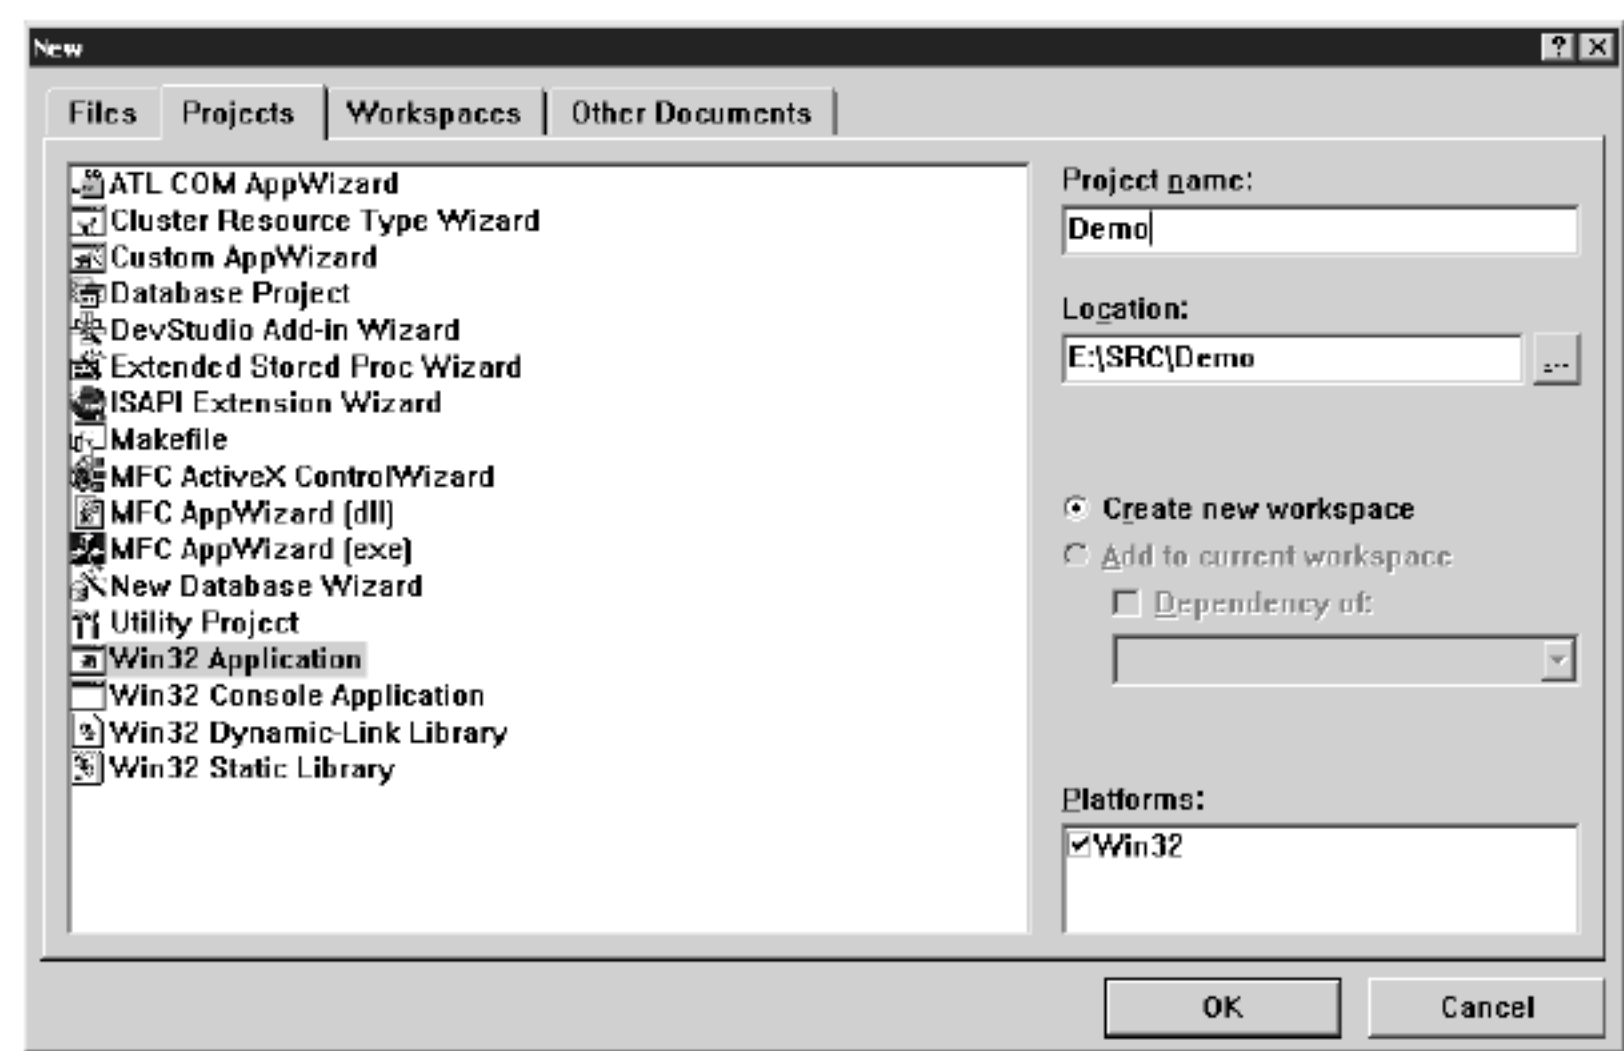 New
Files Projects Workspaces Other Documents
ATL COM AppWizard
Cluster Resource Type Wizard
Custom AppWizard
Database Project
DevStudio Add-in Wizard
Extended Stored Proc Wizard
ISAPI Extension Wizard
Makefile
MFC ActiveX ControlWizard
MFC AppWizard (dll)
MFC AppWizard (exe)
New Database Wizard
Utility Project
Win32 Application
Win32 Console Application
Win32 Dynamic-Link Library
Win32 Static Library
Project name:
Demo
Location:
E:\SRC\Demo
...
Create new workspace
Add to current workspace
Dependency of:
Platforms:
Win32
OK Cancel